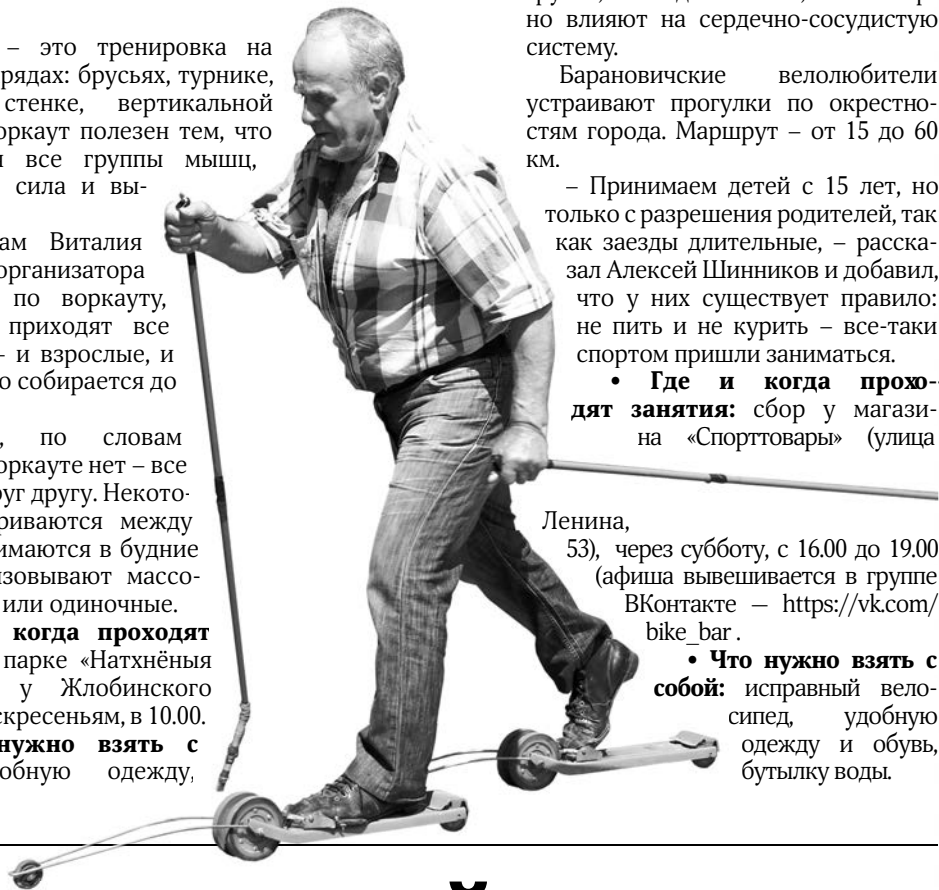 – это тренировка на
рядах: брусьях, турнике,
стенке, вертикальной
оркаут полезен тем, что
все группы мышц,
сила и вы-
ам Виталия
организатора
по воркауту,
приходят все
– и взрослые, и
о собирается до
по словам
оркауте нет – все
руг другу. Некото-
риваются между
нимаются в будние
изовывают массо-
или одиночные.
когда проходят
парке «Натхнёныя
у Жлобинского
скресеньям, в 10.00.
нужно взять с
обную одежду,
но влияют на сердечно-сосудистую
систему.
Барановичские велолюбители
устраивают прогулки по окрестно-
стям города. Маршрут – от 15 до 60
км.
– Принимаем детей с 15 лет, но
только с разрешения родителей, так
как заезды длительные, – расска-
зал Алексей Шинников и добавил,
что у них существует правило:
не пить и не курить – все-таки
спортом пришли заниматься.
• Где и когда прохо-
дят занятия: сбор у магази-
на «Спорттовары» (улица
Ленина,
53), через субботу, с 16.00 до 19.00
(афиша вывешивается в группе
ВКонтакте — https://vk.com/
bike_bar .
• Что нужно взять с
собой: исправный вело-
сипед, удобную
одежду и обувь,
бутылку воды.